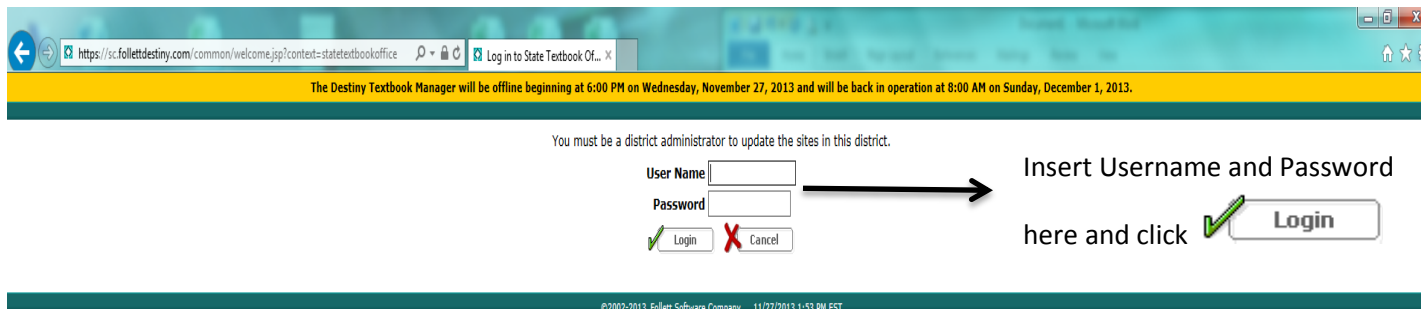 https://sc.follettdestiny.com/common/welcome.jsp?context=statetextbookoffice
Log in to State Textbook Of...
The Destiny Textbook Manager will be offline beginning at 6:00 PM on Wednesday, November 27, 2013 and will be back in operation at 8:00 AM on Sunday, December 1, 2013.
You must be a district administrator to update the sites in this district.
User Name
Password
Login Cancel
Insert Username and Password
here and click Login
©2002-2013 Follett Software Company 11/27/2013 1:53 PM EST